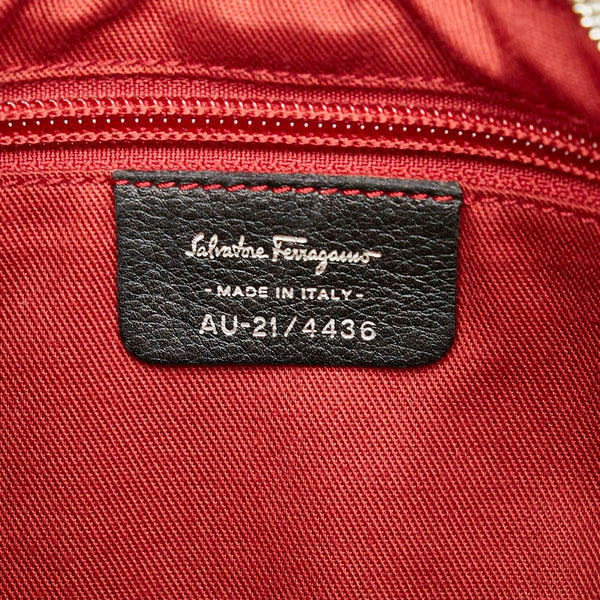 Salvatore Ferragamo
- MADE IN ITALY -
AU-21/4436